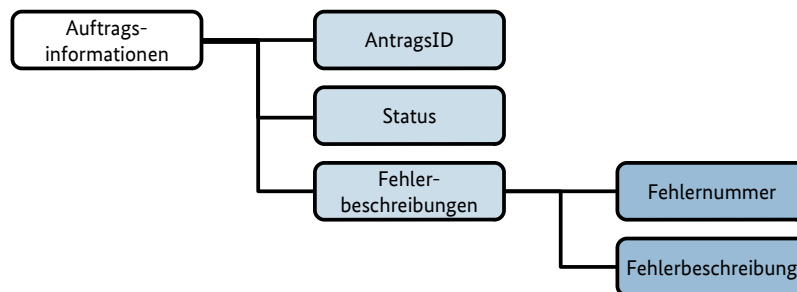 Auftrags-
informationen
AntragsID
Status
Fehler-
beschreibungen
Fehlernummer
Fehlerbeschreibung